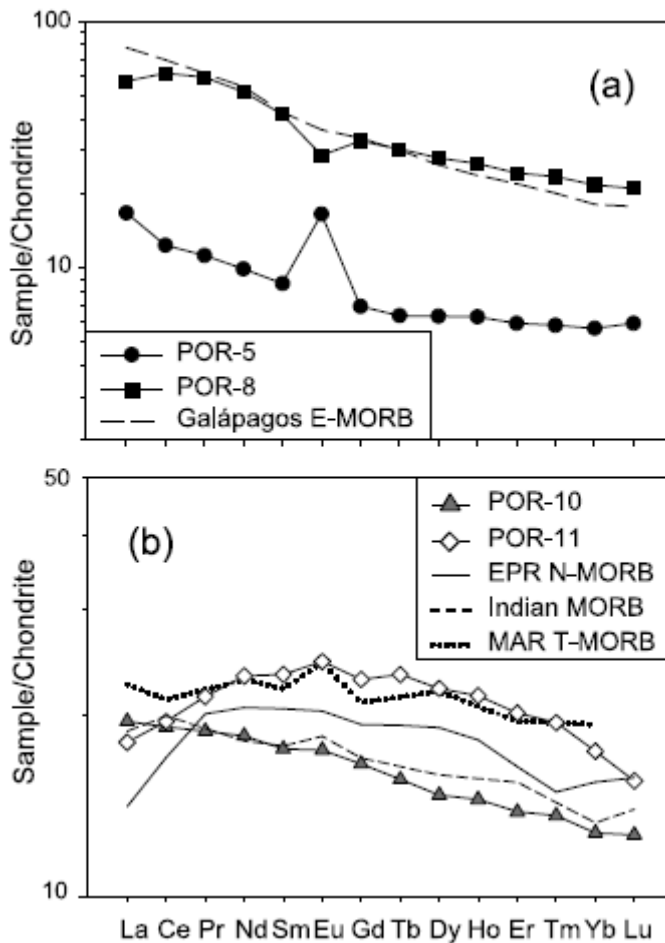 100
(a)
Sample/Chondrite
10
POR-5
POR-8
Galápagos E-MORB
50
(b)
POR-10
POR-11
EPR N-MORB
Indian MORB
MAR T-MORB
Sample/Chondrite
10
La Ce Pr Nd Sm Eu Gd Tb Dy Ho Er Tm Yb Lu